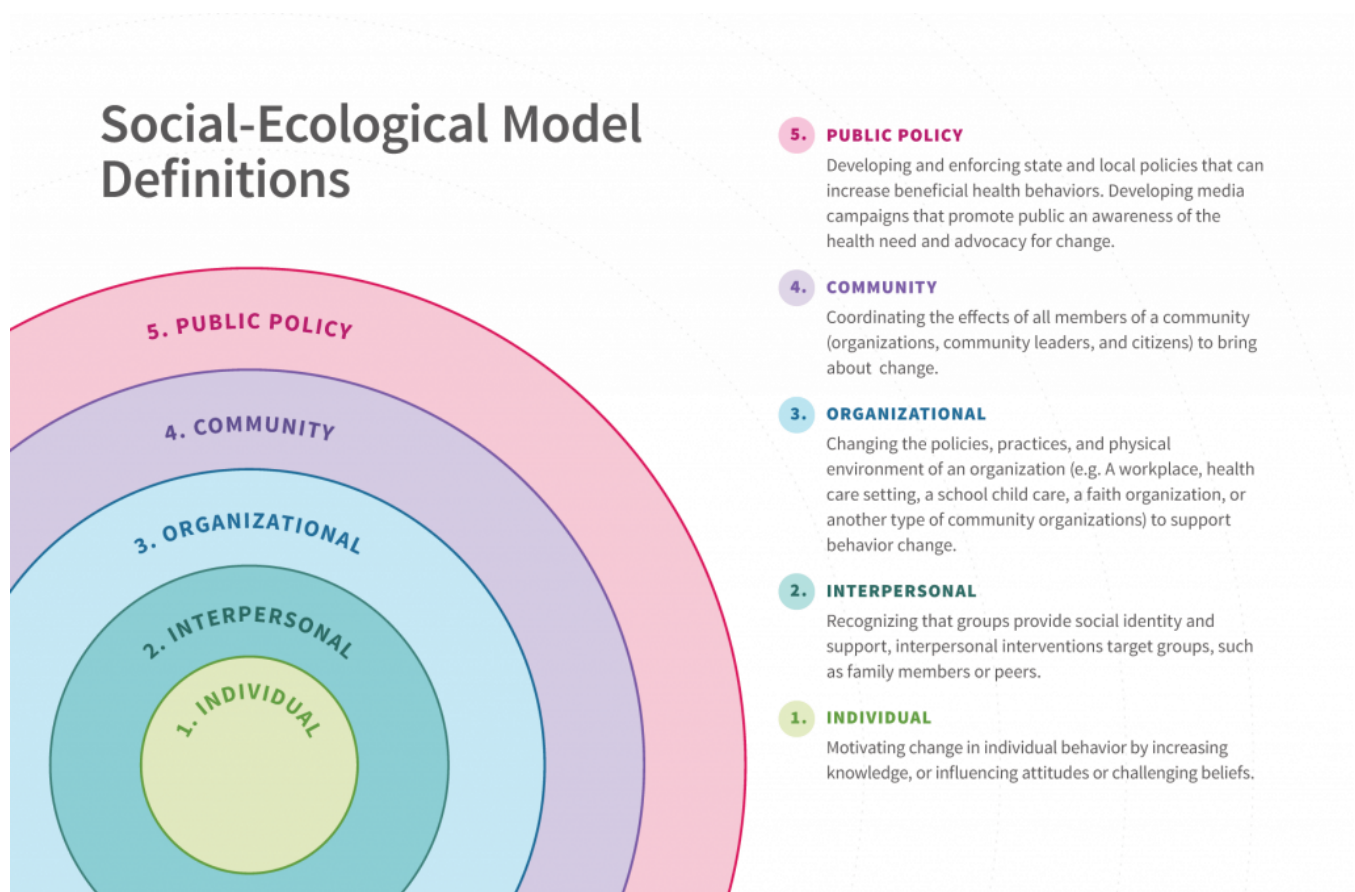 Social-Ecological Model
Definitions
5. PUBLIC POLICY
4. COMMUNITY
3. ORGANIZATIONAL
2. INTERPERSONAL
1. INDIVIDUAL
5. PUBLIC POLICY
Developing and enforcing state and local policies that can
increase beneficial health behaviors. Developing media
campaigns that promote public an awareness of the
health need and advocacy for change.
4. COMMUNITY
Coordinating the effects of all members of a community
(organizations, community leaders, and citizens) to bring
about change.
3. ORGANIZATIONAL
Changing the policies, practices, and physical
environment of an organization (e.g. A workplace, health
care setting, a school child care, a faith organization, or
another type of community organizations) to support
behavior change.
2. INTERPERSONAL
Recognizing that groups provide social identity and
support, interpersonal interventions target groups, such
as family members or peers.
1. INDIVIDUAL
Motivating change in individual behavior by increasing
knowledge, or influencing attitudes or challenging beliefs.